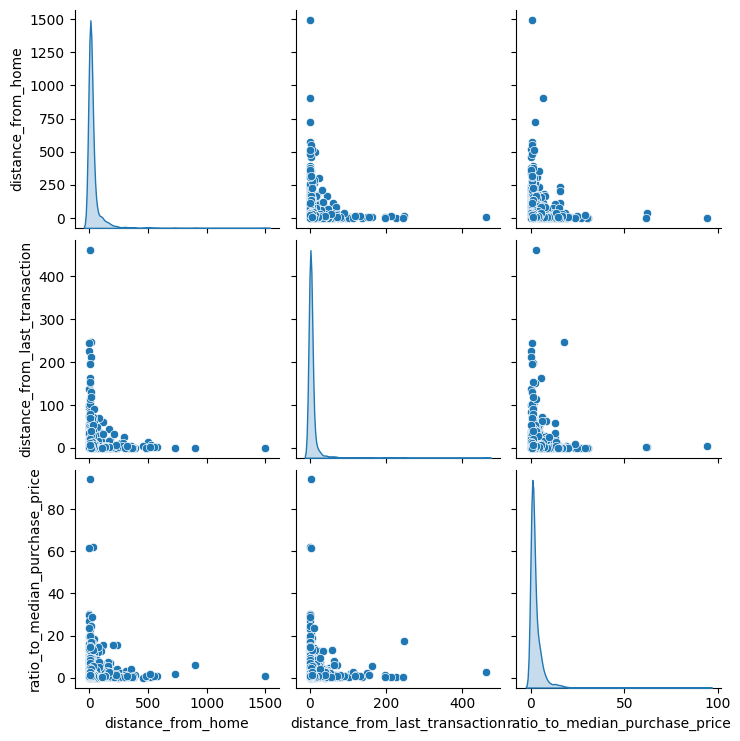 distance_from_home
1500
1250
1000
750
500
250
0
distance_from_last_transaction
400
300
200
100
0
ratio_to_median_purchase_price
80
60
40
20
0
0 500 1000 1500
distance_from_home
0 200 400
distance_from_last_transaction
0 50 100
ratio_to_median_purchase_price